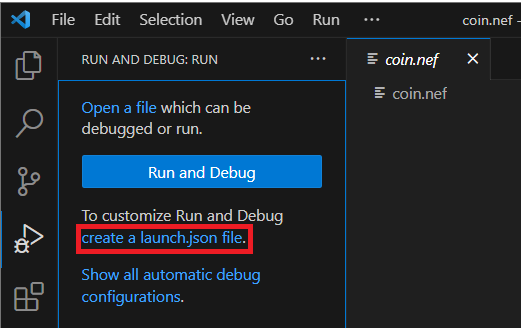 File Edit Selection View Go Run ··· coin.nef -
RUN AND DEBUG: RUN ···
coin.nef
coin.nef
Open a file which can be
debugged or run.
Run and Debug
To customize Run and Debug
create a launch.json file.
Show all automatic debug
configurations.